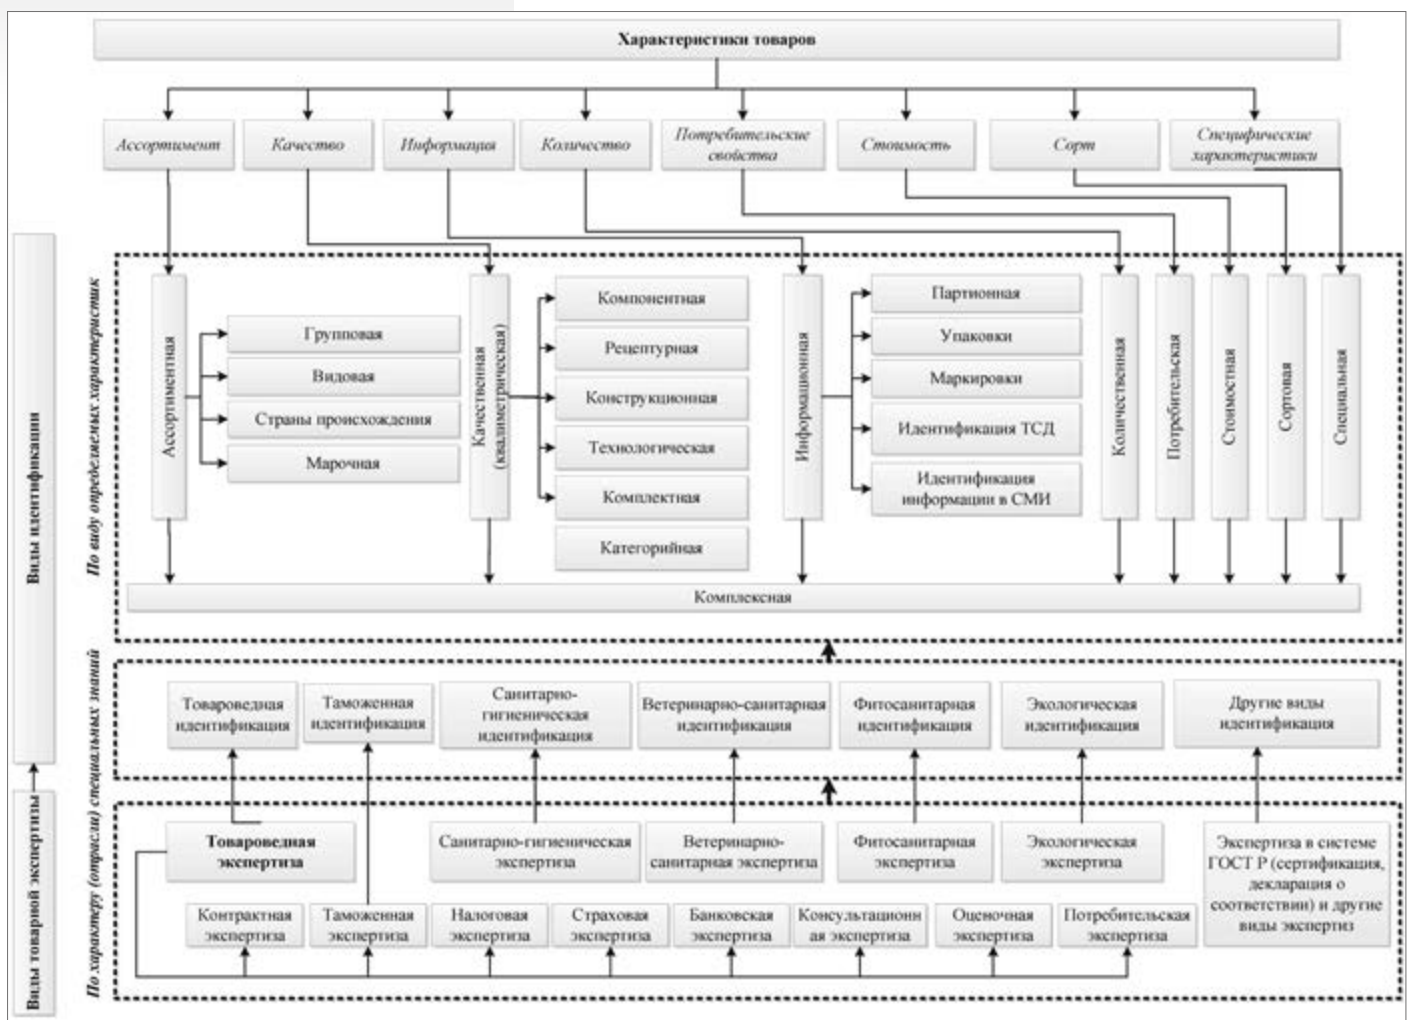 Характеристики товаров
Ассортимент
Качество
Информация
Количество
Потребительские
свойства
Стоимость
Сорт
Специфические
характеристики
Виды идентификации
По виду определяемых характеристик
Ассортиментная
Групповая
Видовая
Страны происхождения
Марочная
Качественная
(квалиметрическая)
Компонентная
Рецептурная
Конструкционная
Технологическая
Комплектная
Категорийная
Информационная
Партионная
Упаковки
Маркировки
Идентификация ТСД
Идентификация
информации в СМИ
Количественная
Потребительская
Стоимостная
Сортовая
Специальная
Комплексная
По характеру (отрасли) специальных знаний
Товароведная
идентификация
Таможенная
идентификация
Санитарно-
гигиеническая
идентификация
Ветеринарно-санитарная
идентификация
Фитосанитарная
идентификация
Экологическая
идентификация
Другие виды
идентификации
Виды товарной экспертизы
Товароведная
экспертиза
Санитарно-гигиеническая
экспертиза
Ветеринарно-
санитарная экспертиза
Фитосанитарная
экспертиза
Экологическая
экспертиза
Экспертиза в системе
ГОСТ Р (сертификация,
декларация о
соответствии) и другие
виды экспертиз
Контрактная
экспертиза
Таможенная
экспертиза
Налоговая
экспертиза
Страховая
экспертиза
Банковская
экспертиза
Консультационн
ая экспертиза
Оценочная
экспертиза
Потребительская
экспертиза